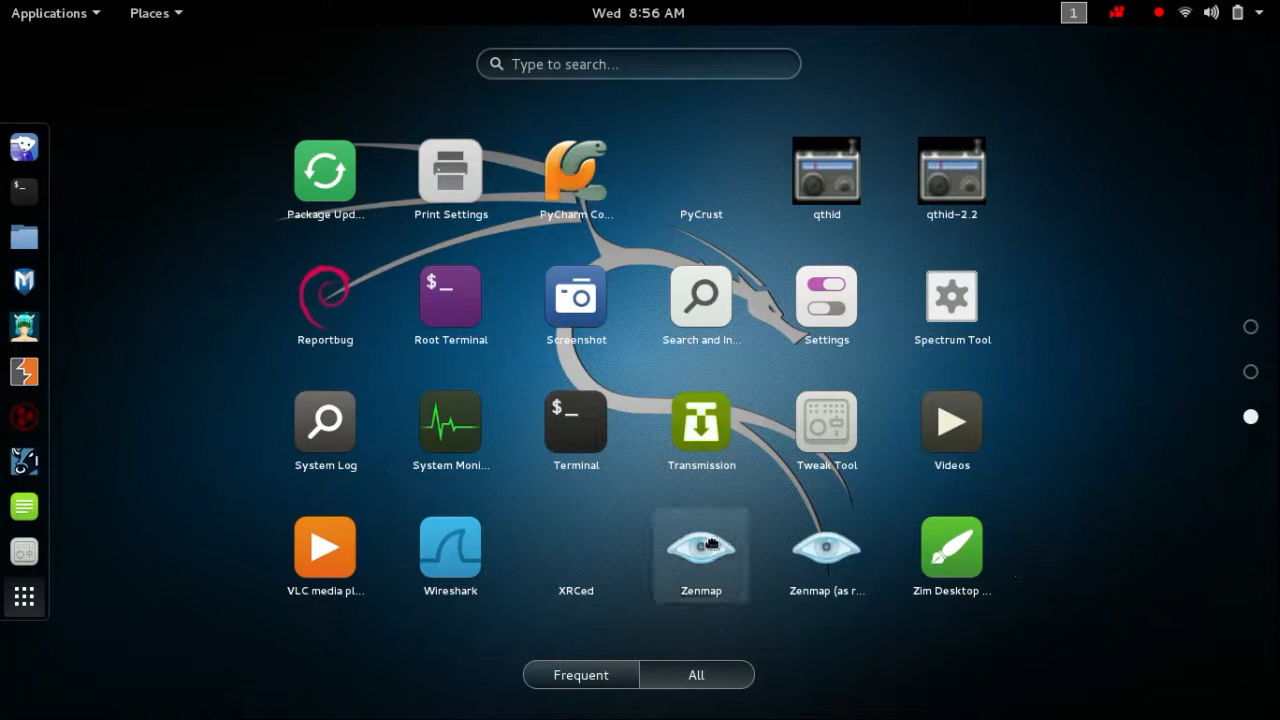 Applications Places Wed 8:56 AM 1
Type to search...
Package Upd... Print Settings PyCharm Co... PyCrust qthid qthid-2.2
$_
Reportbug Root Terminal Screenshot Search and In... Settings Spectrum Tool
$_
System Log System Moni... Terminal Transmission Tweak Tool Videos
VLC media pl... Wireshark XRCed Zenmap Zenmap (as r... Zim Desktop ...
Frequent All